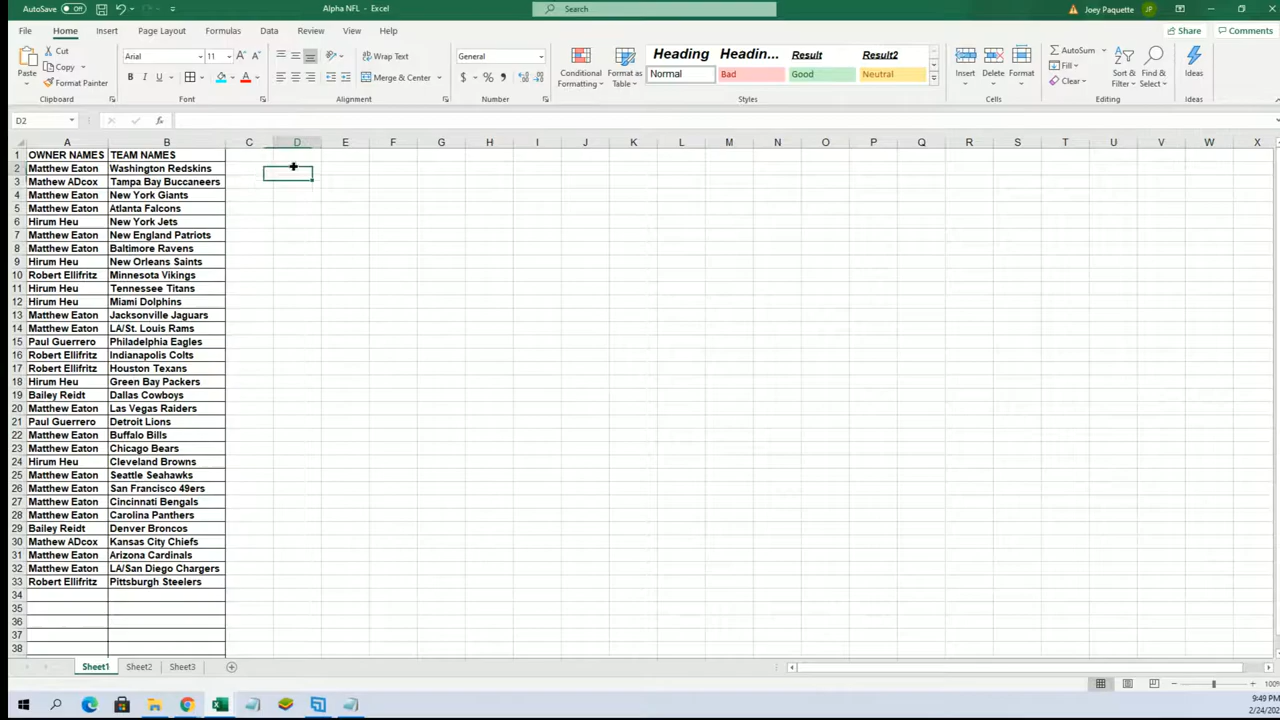 AutoSave Off Alpha NFL - Excel Search Joey Paquette JP
File Home Insert Page Layout Formulas Data Review View Help Share Comments
Paste Cut Copy Format Painter Clipboard
Arial 11 A A B I U A Font
ab Wrap Text Merge & Center Alignment
General $ % , Number
Conditional Formatting Format as Table
Heading Headin... Result Result2
Normal Bad Good Neutral
Styles
Insert Delete Format Cells
AutoSum Fill Clear Sort & Filter Find & Select Editing
Ideas Ideas
D2 fx
A B C D E F G H I J K L M N O P Q R S T U V W X
1 OWNER NAMES TEAM NAMES
2 Matthew Eaton Washington Redskins
3 Mathew ADcox Tampa Bay Buccaneers
4 Matthew Eaton New York Giants
5 Matthew Eaton Atlanta Falcons
6 Hirum Heu New York Jets
7 Matthew Eaton New England Patriots
8 Matthew Eaton Baltimore Ravens
9 Hirum Heu New Orleans Saints
10 Robert Ellifritz Minnesota Vikings
11 Hirum Heu Tennessee Titans
12 Hirum Heu Miami Dolphins
13 Matthew Eaton Jacksonville Jaguars
14 Matthew Eaton LA/St. Louis Rams
15 Paul Guerrero Philadelphia Eagles
16 Robert Ellifritz Indianapolis Colts
17 Robert Ellifritz Houston Texans
18 Hirum Heu Green Bay Packers
19 Bailey Reidt Dallas Cowboys
20 Matthew Eaton Las Vegas Raiders
21 Paul Guerrero Detroit Lions
22 Matthew Eaton Buffalo Bills
23 Matthew Eaton Chicago Bears
24 Hirum Heu Cleveland Browns
25 Matthew Eaton Seattle Seahawks
26 Matthew Eaton San Francisco 49ers
27 Matthew Eaton Cincinnati Bengals
28 Matthew Eaton Carolina Panthers
29 Bailey Reidt Denver Broncos
30 Mathew ADcox Kansas City Chiefs
31 Matthew Eaton Arizona Cardinals
32 Matthew Eaton LA/San Diego Chargers
33 Robert Ellifritz Pittsburgh Steelers
34
35
36
37
38
Sheet1 Sheet2 Sheet3
100%
9:49 PM
2/24/202